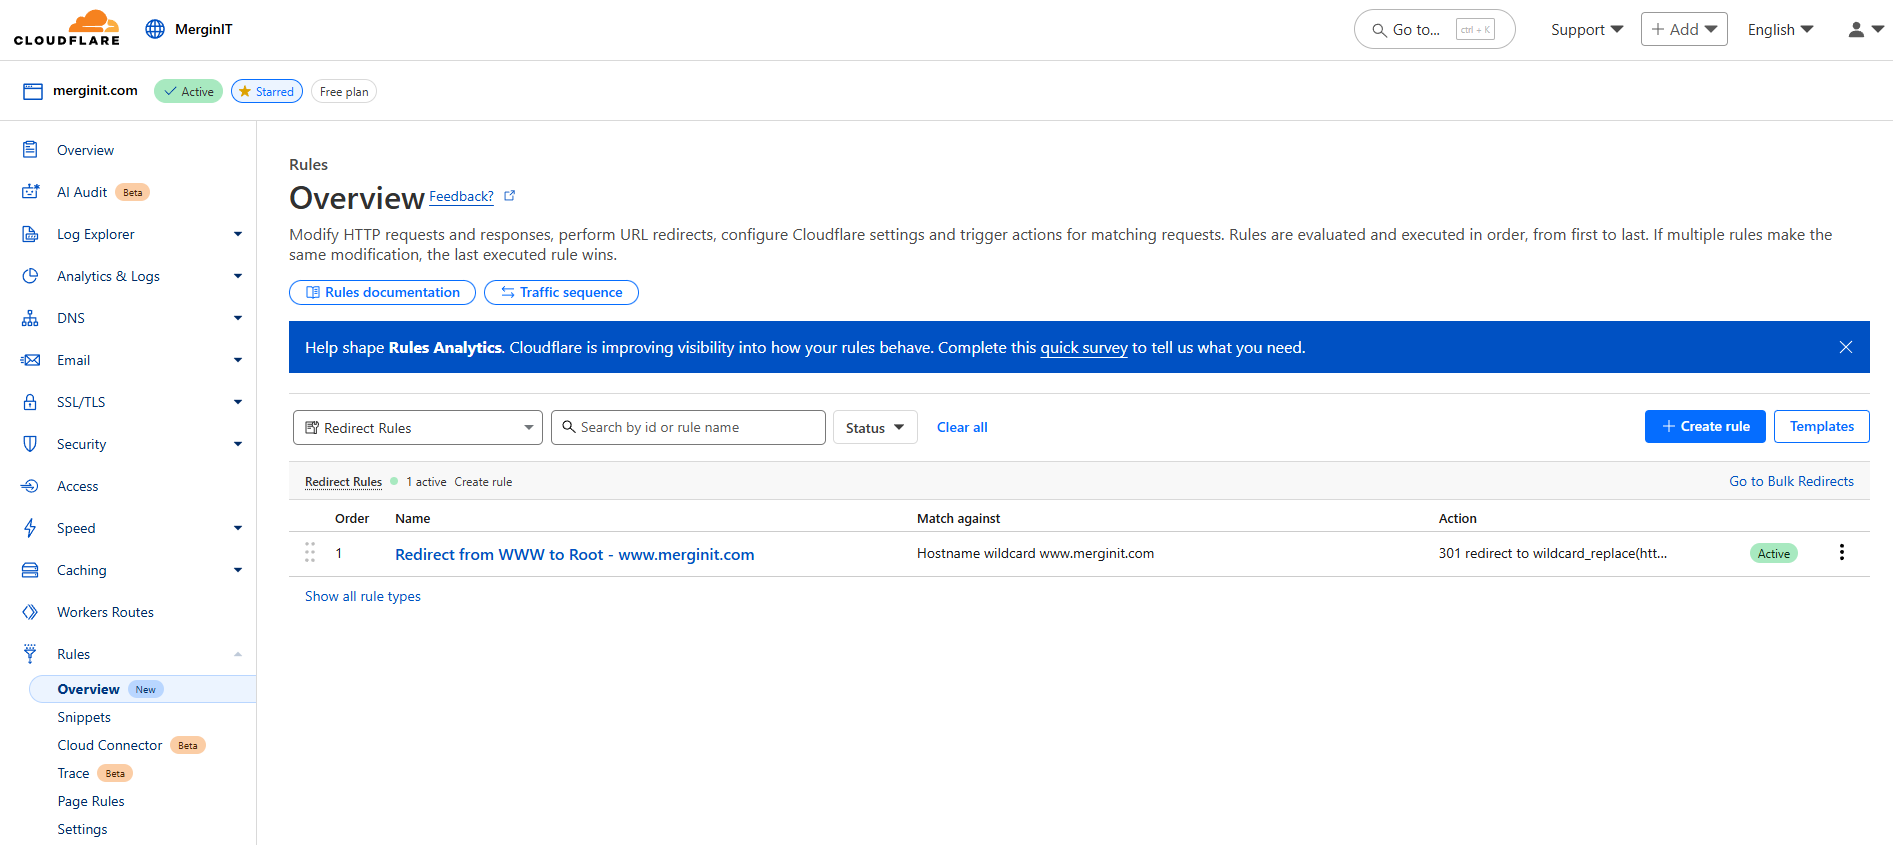 CLOUDFLARE
MerginIT
Go to...
ctrl + K
Support
Add
English
merginit.com
Active
Starred
Free plan
Overview
AI Audit Beta
Log Explorer
Analytics & Logs
DNS
Email
SSL/TLS
Security
Access
Speed
Caching
Workers Routes
Rules
Overview New
Snippets
Cloud Connector Beta
Trace Beta
Page Rules
Settings
Rules
Overview Feedback?
Modify HTTP requests and responses, perform URL redirects, configure Cloudflare settings and trigger actions for matching requests. Rules are evaluated and executed in order, from first to last. If multiple rules make the
same modification, the last executed rule wins.
Rules documentation
Traffic sequence
Help shape Rules Analytics. Cloudflare is improving visibility into how your rules behave. Complete this quick survey to tell us what you need.
Redirect Rules
Search by id or rule name
Status
Clear all
Create rule
Templates
Redirect Rules 1 active Create rule
Go to Bulk Redirects
Order Name Match against Action
1 Redirect from WWW to Root - www.merginit.com Hostname wildcard www.merginit.com 301 redirect to wildcard_replace(htt... Active
Show all rule types